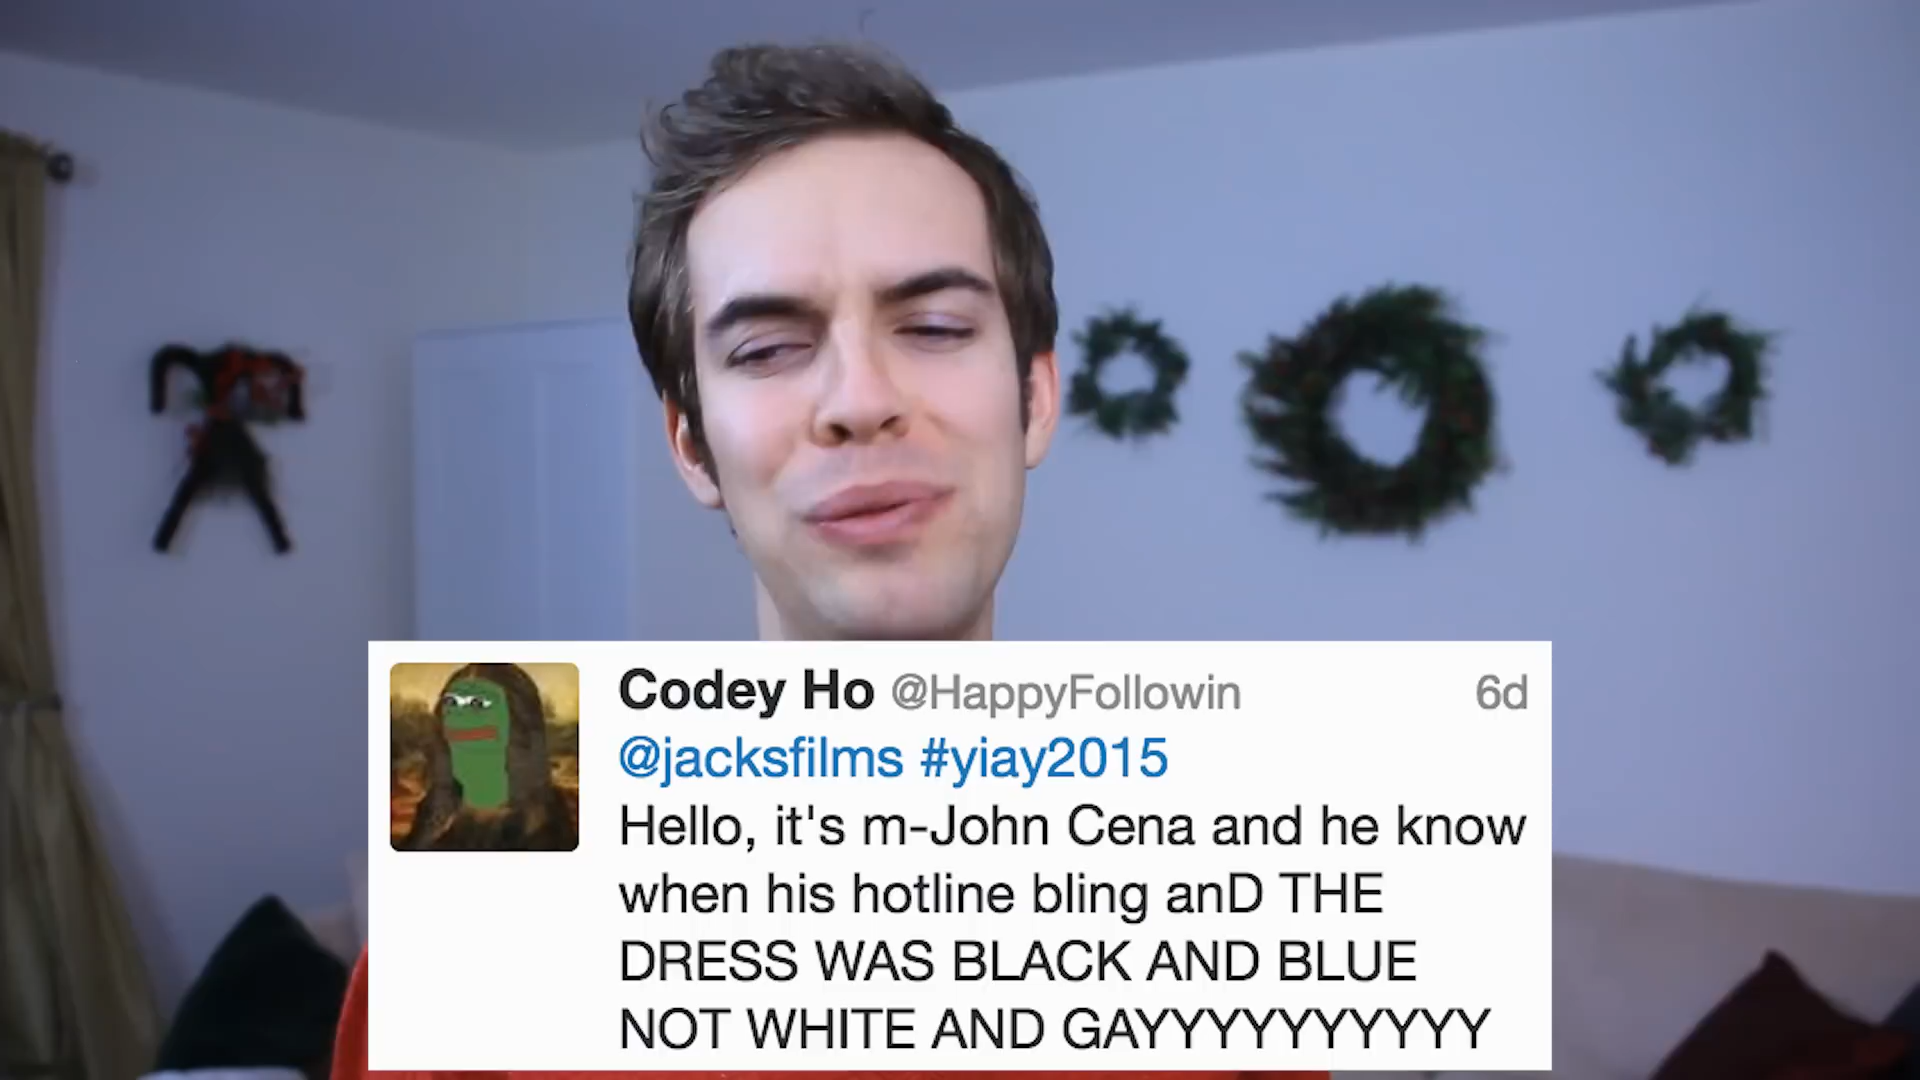 Codey Ho @HappyFollowin 6d
@jacksfilms #yiay2015
Hello, it's m-John Cena and he know
when his hotline bling anD THE
DRESS WAS BLACK AND BLUE
NOT WHITE AND GAYYYYYYYYYY